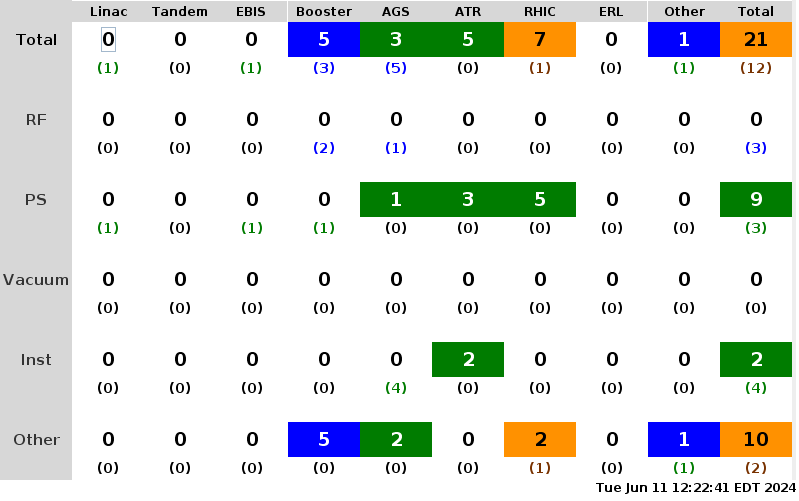 Linac Tandem EBIS Booster AGS ATR RHIC ERL Other Total
Total 0 0 0 5 3 5 7 0 1 21
(1) (0) (1) (3) (5) (0) (1) (0) (1) (12)
RF 0 0 0 0 0 0 0 0 0 0
(0) (0) (0) (2) (1) (0) (0) (0) (0) (3)
PS 0 0 0 0 1 3 5 0 0 9
(1) (0) (1) (1) (0) (0) (0) (0) (0) (3)
Vacuum 0 0 0 0 0 0 0 0 0 0
(0) (0) (0) (0) (0) (0) (0) (0) (0) (0)
Inst 0 0 0 0 0 2 0 0 0 2
(0) (0) (0) (0) (4) (0) (0) (0) (0) (4)
Other 0 0 0 5 2 0 2 0 1 10
(0) (0) (0) (0) (0) (0) (1) (0) (1) (2)
Tue Jun 11 12:22:41 EDT 2024